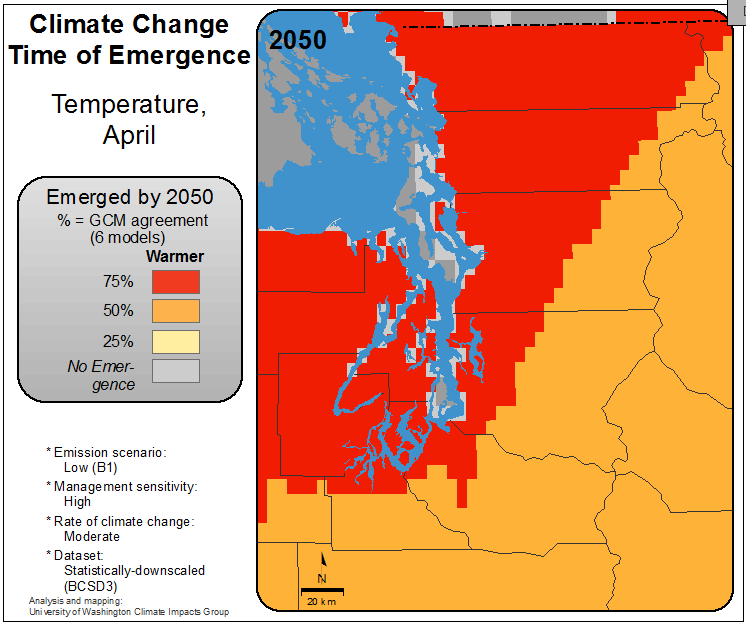 Climate Change
Time of Emergence
Temperature,
April
Emerged by 2050
% = GCM agreement
(6 models)
Warmer
75%
50%
25%
No Emer-
gence
* Emission scenario:
Low (B1)
* Management sensitivity:
High
* Rate of climate change:
Moderate
* Dataset:
Statistically-downscaled
(BCSD3)
Analysis and mapping:
University of Washington Climate Impacts Group
2050
N
20 km